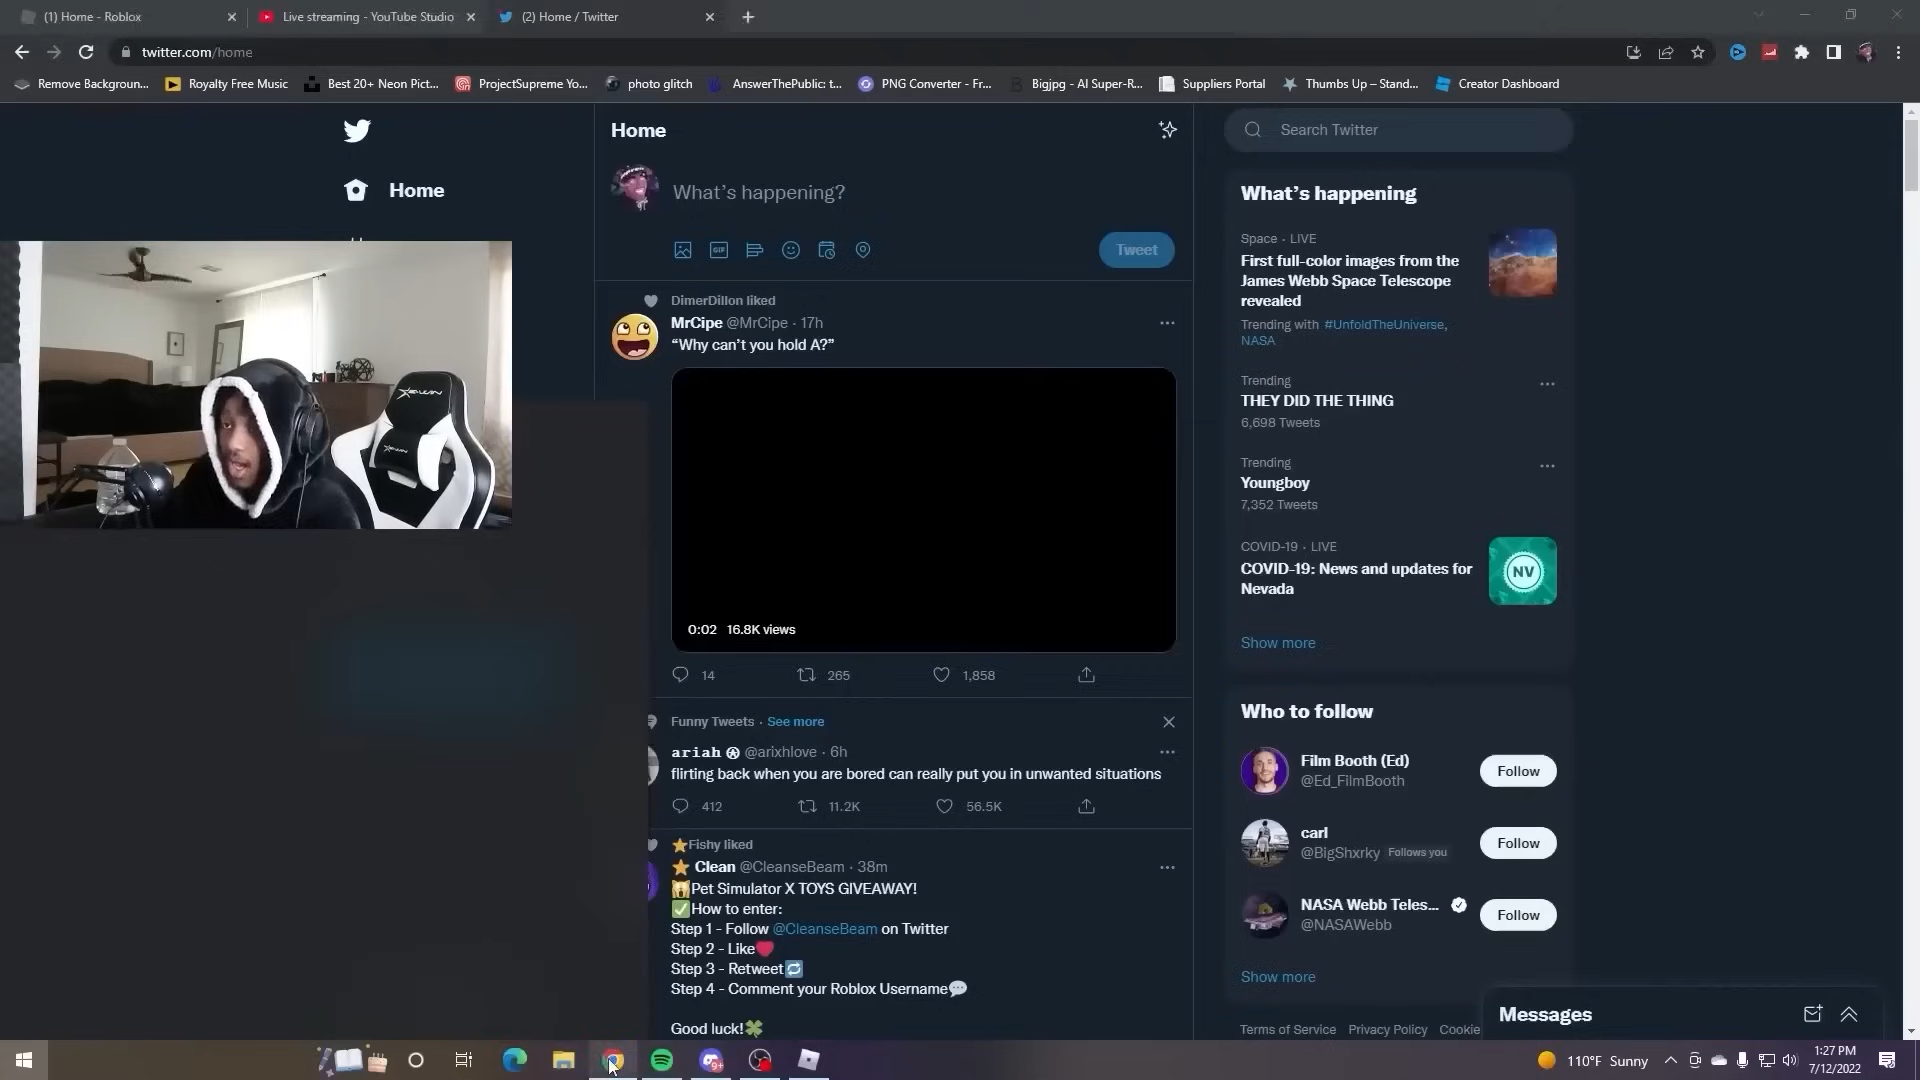 (1) Home - Roblox
Live streaming - YouTube Studio
(2) Home / Twitter
twitter.com/home
Remove Backgroun...
Royalty Free Music
Best 20+ Neon Pict...
ProjectSupreme Yo...
photo glitch
AnswerThePublic: t...
PNG Converter - Fr...
Bigjpg - AI Super-R...
Suppliers Portal
Thumbs Up – Stand...
Creator Dashboard
Home
Home
What's happening?
GIF
Tweet
DimerDillon liked
MrCipe @MrCipe · 17h
“Why can't you hold A?”
0:02 16.8K views
14 265 1,858
Funny Tweets · See more
ariah @arixhlove · 6h
flirting back when you are bored can really put you in unwanted situations
412 11.2K 56.5K
⭐Fishy liked
⭐ Clean @CleanseBeam · 38m
🙀Pet Simulator X TOYS GIVEAWAY!
✅How to enter:
Step 1 - Follow @CleanseBeam on Twitter
Step 2 - Like❤️
Step 3 - Retweet🔁
Step 4 - Comment your Roblox Username💬
Good luck!🍀
Search Twitter
What's happening
Space · LIVE
First full-color images from the
James Webb Space Telescope
revealed
Trending with #UnfoldTheUniverse,
NASA
Trending
THEY DID THE THING
6,698 Tweets
Trending
Youngboy
7,352 Tweets
COVID-19 · LIVE
COVID-19: News and updates for
Nevada
NV
Show more
Who to follow
Film Booth (Ed)
@Ed_FilmBooth
Follow
carl
@BigShxrky Follows you
Follow
NASA Webb Teles...
@NASAWebb
Follow
Show more
Terms of Service Privacy Policy Cookie
Messages
9+
110°F Sunny
1:27 PM
7/12/2022